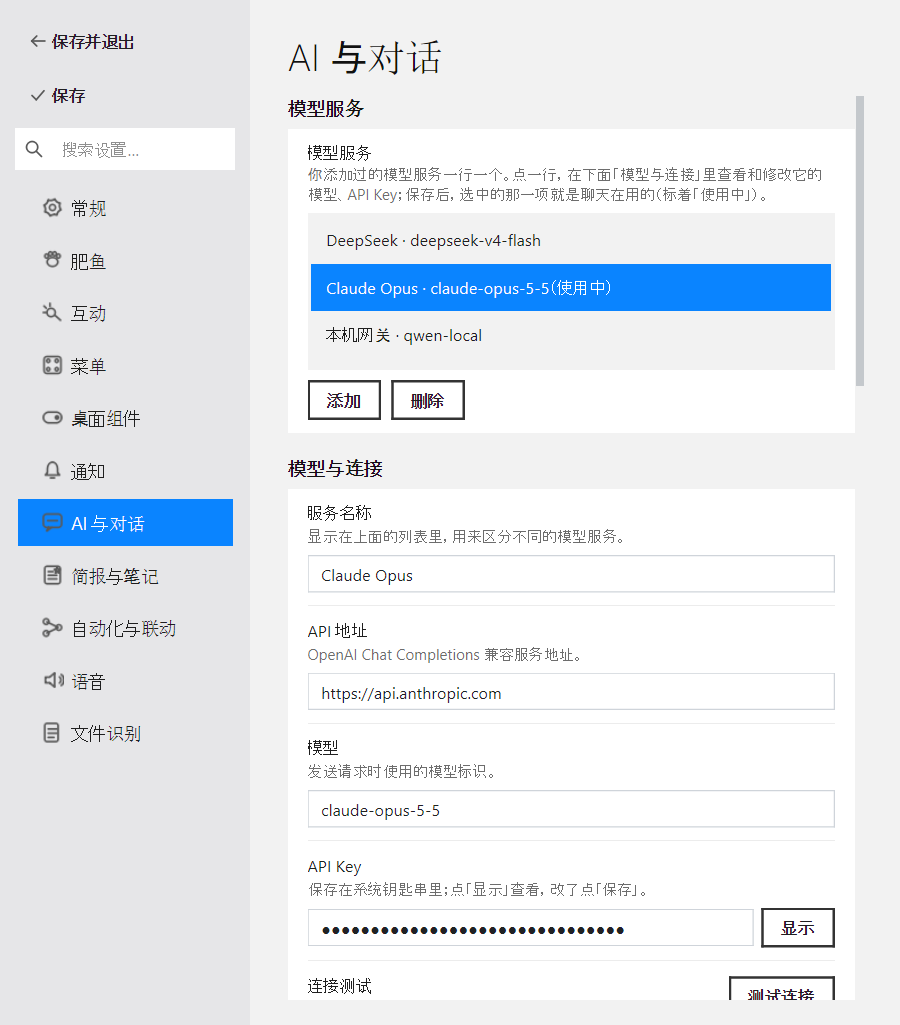 保存并退出
保存
搜索设置...
常规
肥鱼
互动
菜单
桌面组件
通知
AI 与对话
简报与笔记
自动化与联动
语音
文件识别
AI 与对话
模型服务
模型服务
你添加过的模型服务一行一个。点一行，在下面「模型与连接」里查看和修改它的
模型、API Key；保存后，选中的那一项就是聊天在用的（标着「使用中」）。
DeepSeek · deepseek-v4-flash
Claude Opus · claude-opus-5-5（使用中）
本机网关 · qwen-local
添加
删除
模型与连接
服务名称
显示在上面的列表里，用来区分不同的模型服务。
Claude Opus
API 地址
OpenAI Chat Completions 兼容服务地址。
https://api.anthropic.com
模型
发送请求时使用的模型标识。
claude-opus-5-5
API Key
保存在系统钥匙串里；点「显示」查看，改了点「保存」。
●●●●●●●●●●●●●●●●●●●●●●●●●●●●●●●
显示
连接测试
测试连接